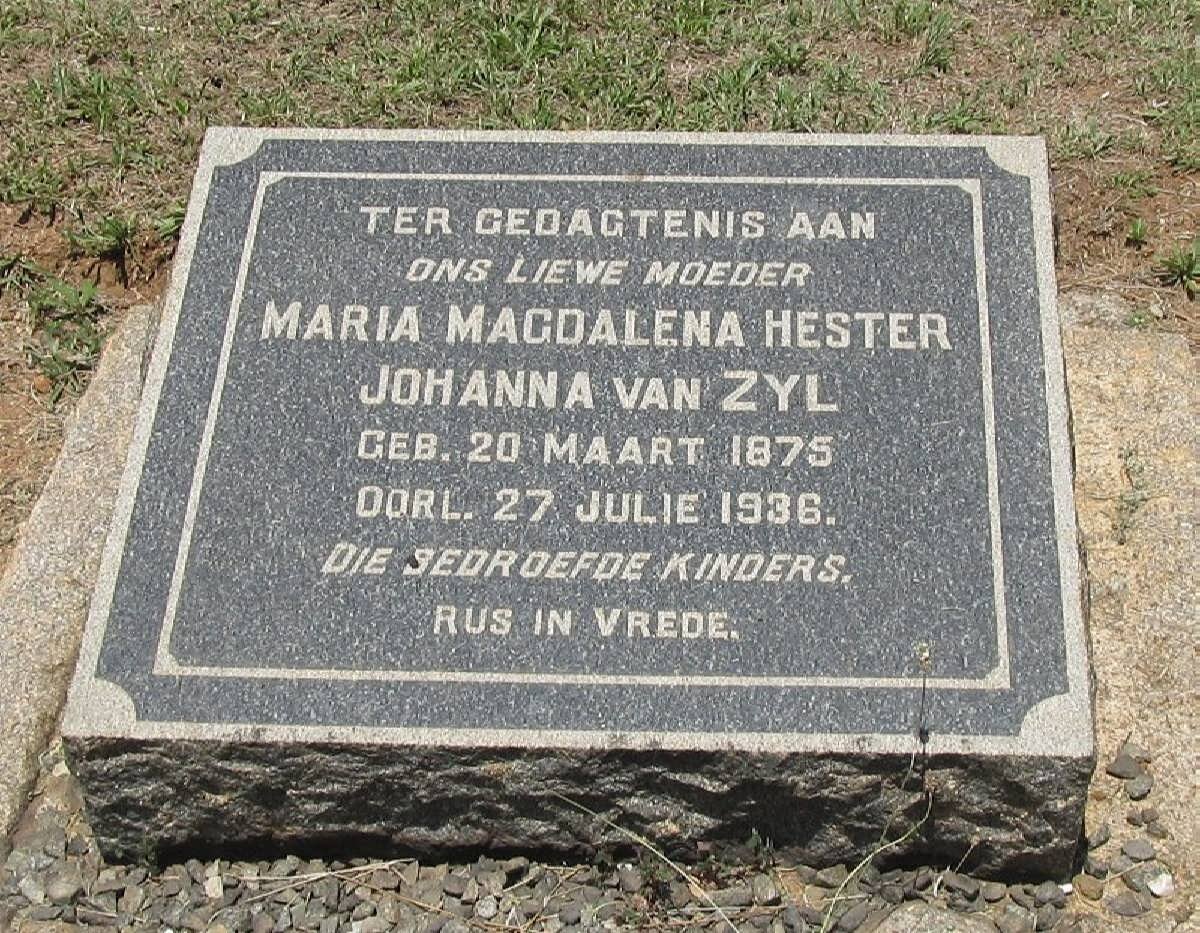 TER GEDAGTENIS AAN
ONS LIEWE MOEDER
MARIA MAGDALENA HESTER
JOHANNA VAN ZYL
GEB. 20 MAART 1875
OORL. 27 JULIE 1936.
DIE BEDROEFDE KINDERS.
RUS IN VREDE.